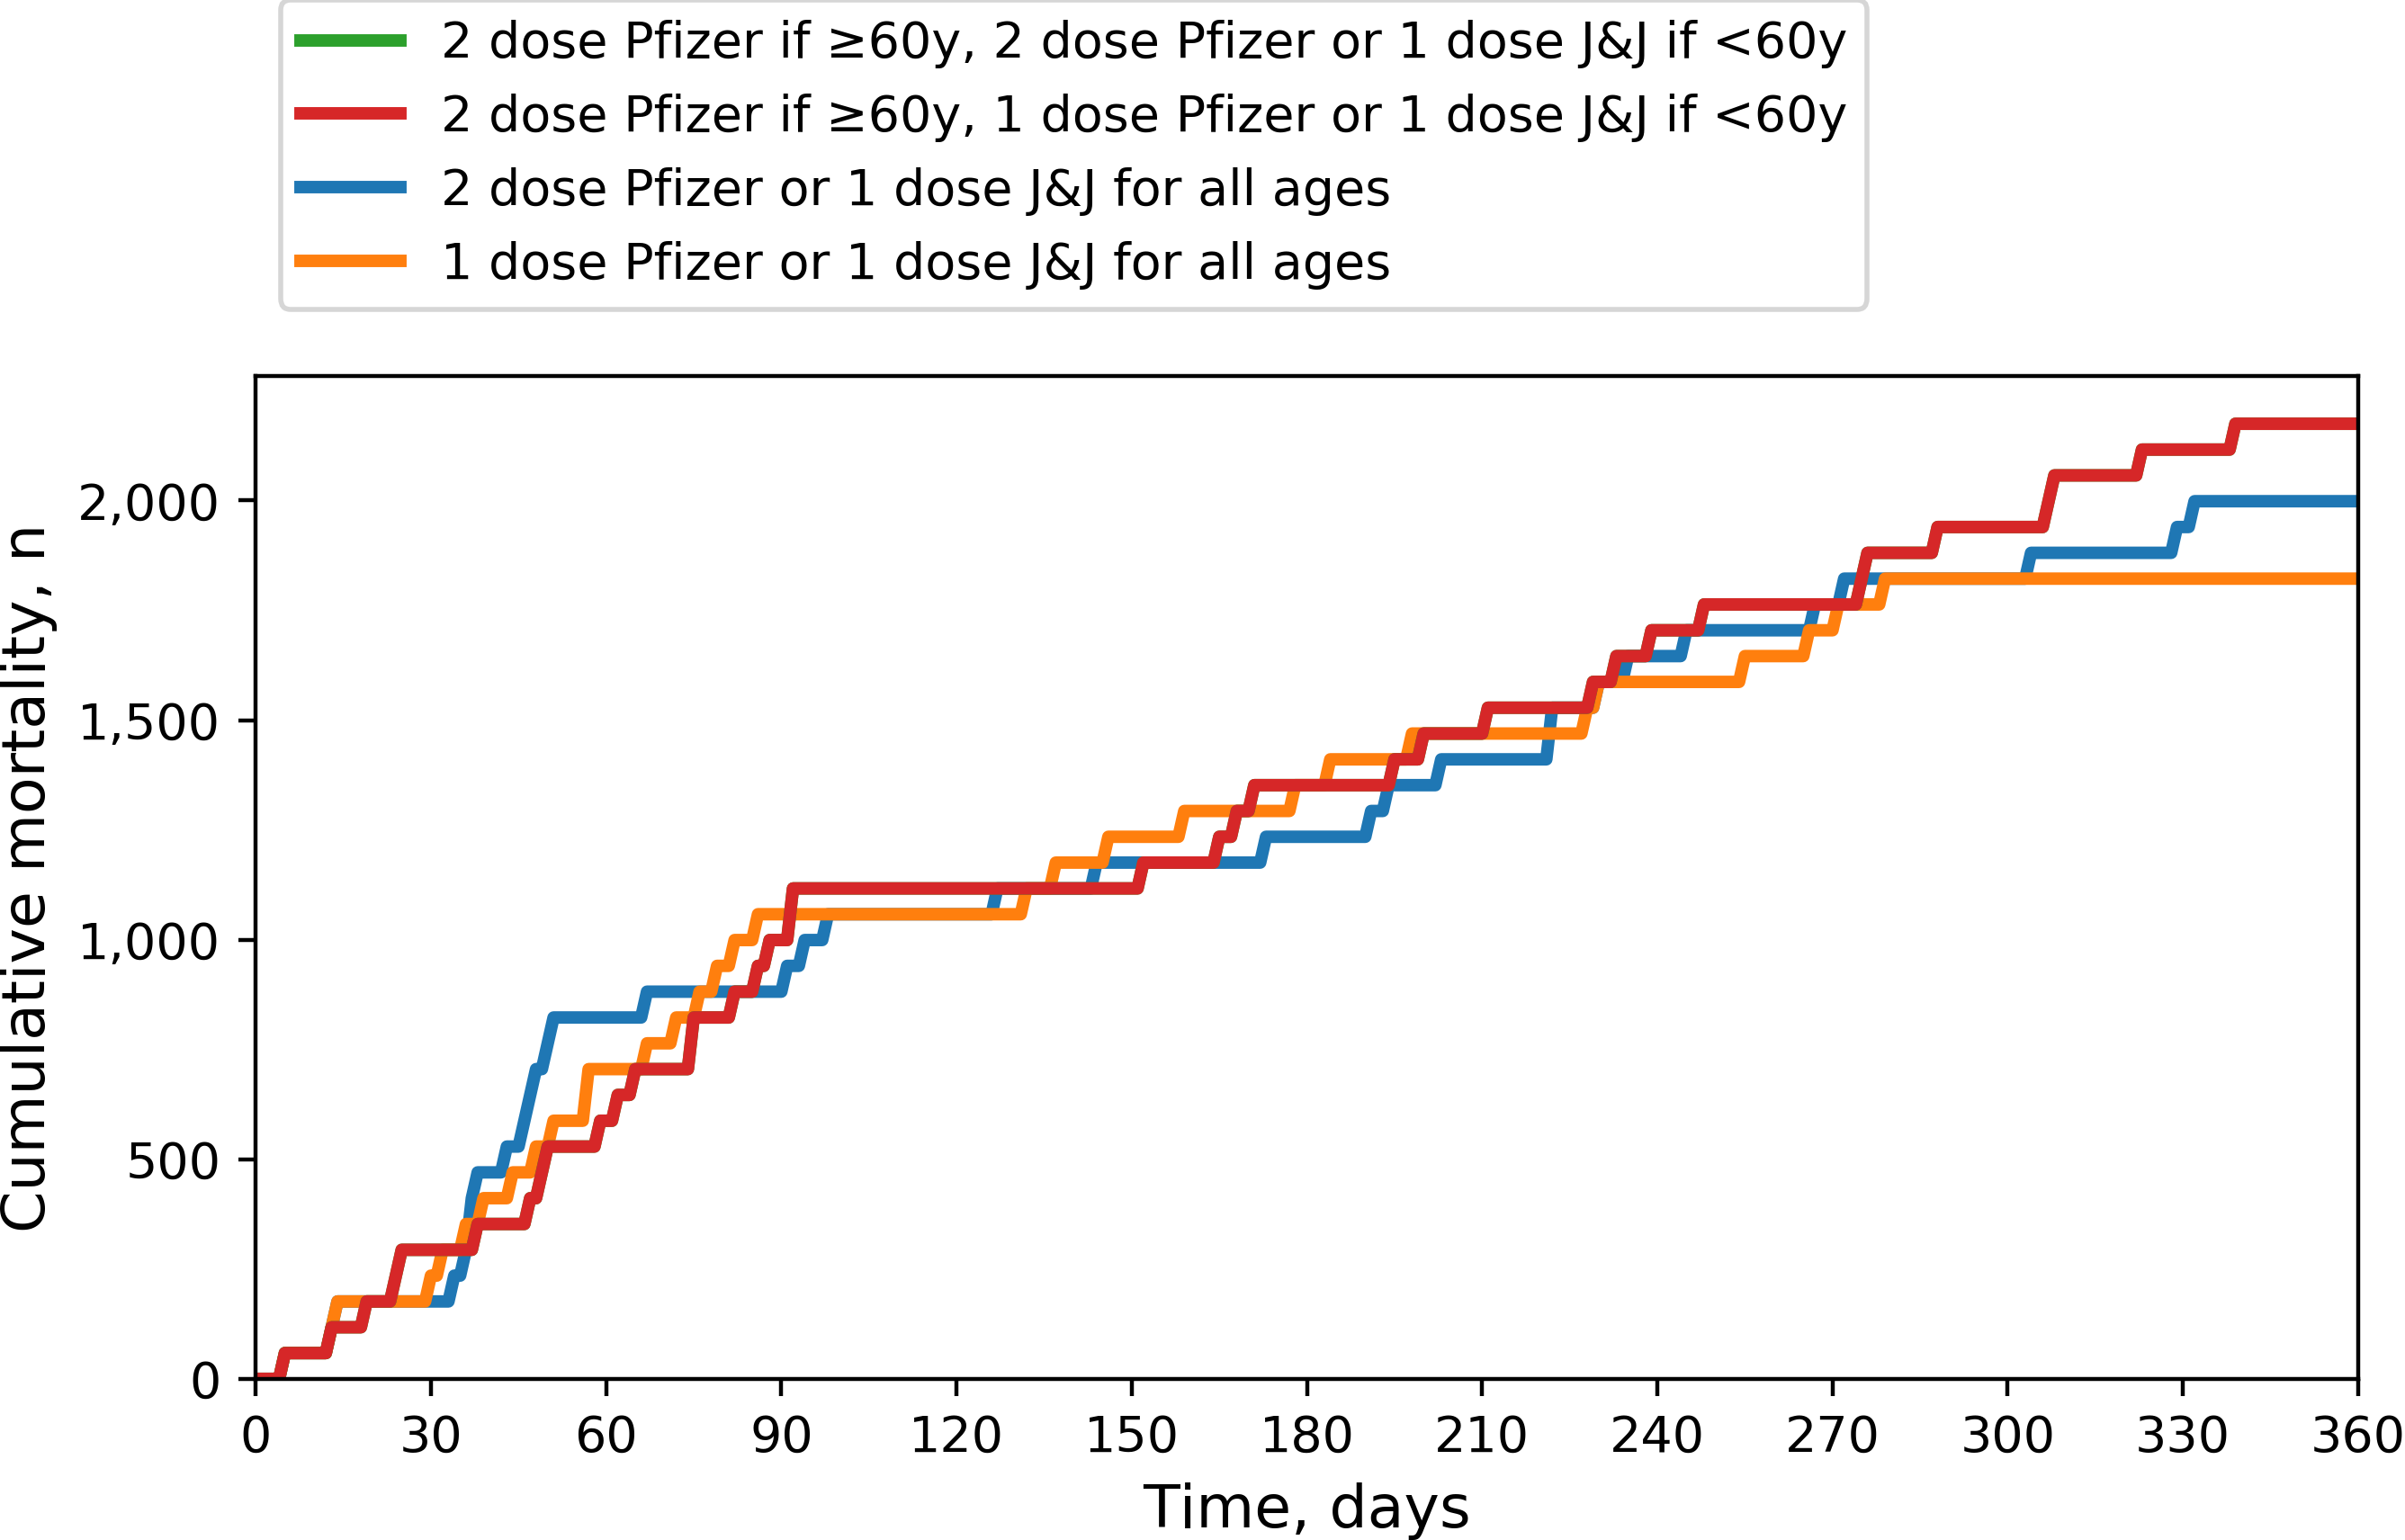 2 dose Pfizer if ≥60y, 2 dose Pfizer or 1 dose J&J if <60y
2 dose Pfizer if ≥60y, 1 dose Pfizer or 1 dose J&J if <60y
2 dose Pfizer or 1 dose J&J for all ages
1 dose Pfizer or 1 dose J&J for all ages
Cumulative mortality, n
2,000
1,500
1,000
500
0
0 30 60 90 120 150 180 210 240 270 300 330 360
Time, days